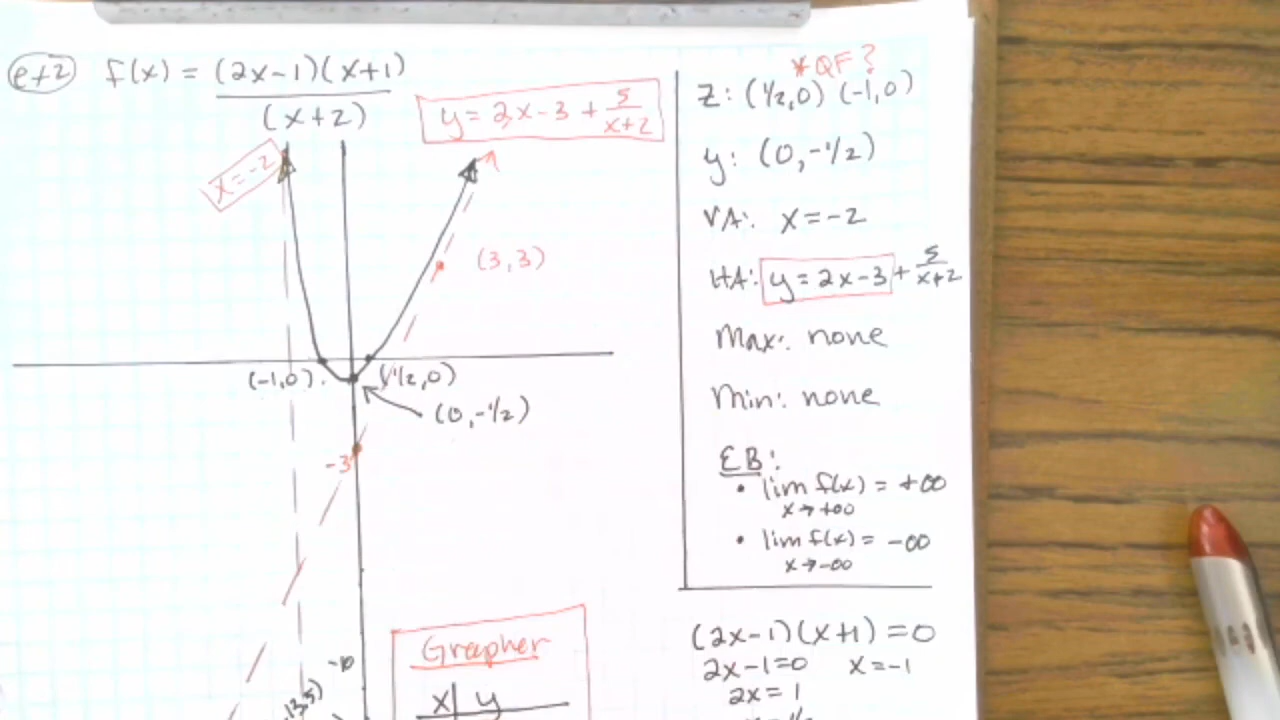 et2 f(x) = (2x-1)(x+1)
(x+2)
y = 2x-3 + 5/(x+2)
x = -2
(3,3)
(-1,0)
(1/2,0)
(0,-1/2)
-3
-10
Grapher
x | y
*QF?
Z: (1/2,0) (-1,0)
y: (0,-1/2)
VA: x=-2
HA: y=2x-3 + 5/(x+2)
Max: none
Min: none
EB:
• lim f(x) = +∞
x→+∞
• lim f(x) = -∞
x→-∞
(2x-1)(x+1)=0
2x-1=0 x=-1
2x=1